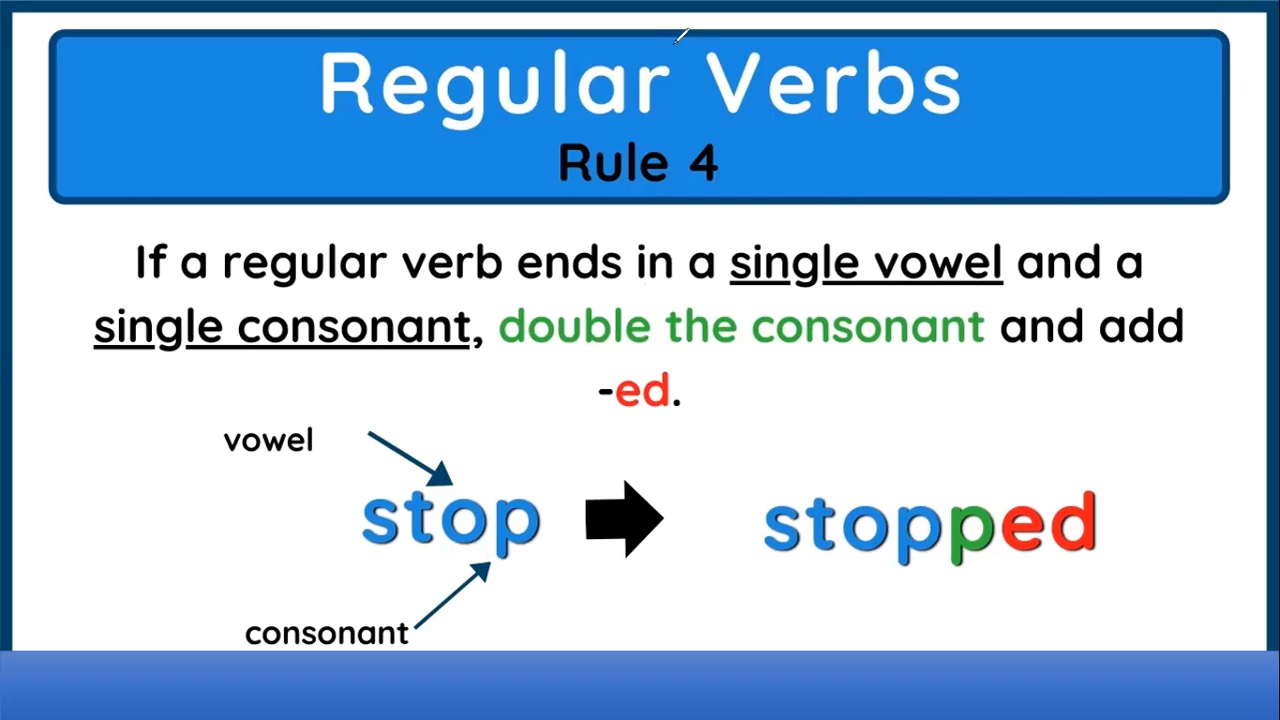 Regular Verbs
Rule 4
If a regular verb ends in a single vowel and a
single consonant, double the consonant and add
-ed.
vowel
stop
stopped
consonant